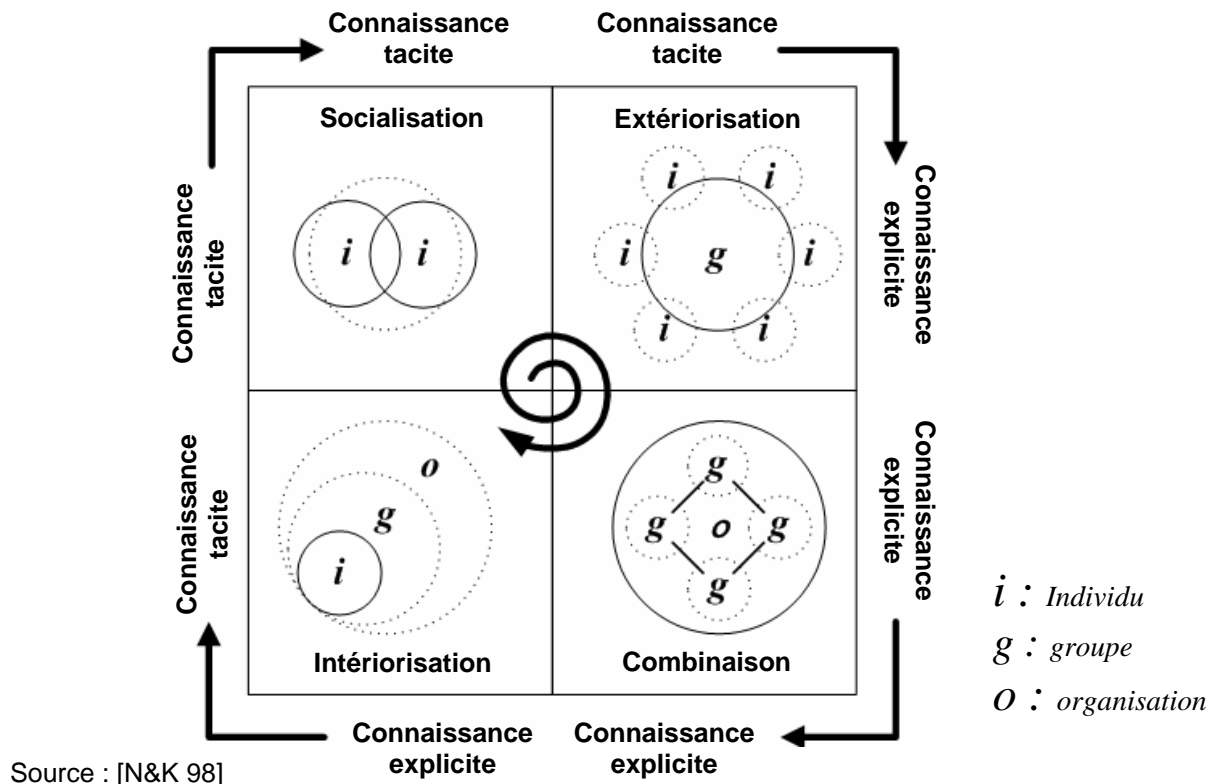 Connaissance
tacite
Connaissance
tacite
Socialisation
Extériorisation
i i
i i
i g i
i i
Connaissance
tacite
Connaissance
explicite
o
g
i
g
g o g
g
Connaissance
tacite
Connaissance
explicite
Intériorisation
Combinaison
Connaissance
explicite
Connaissance
explicite
i : Individu
g : groupe
o : organisation
Source : [N&K 98]